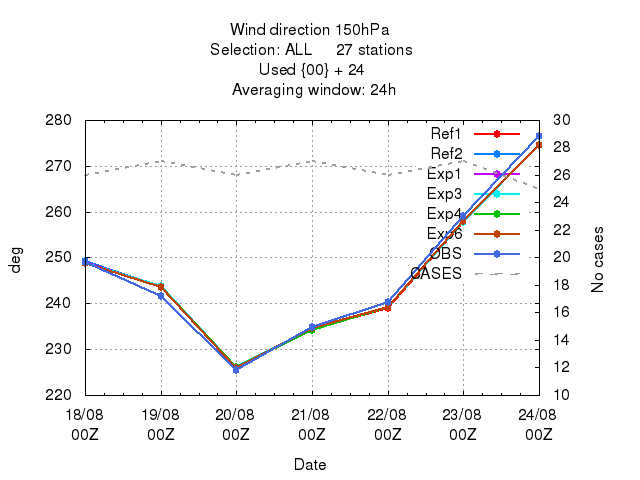 Wind direction 150hPa
Selection: ALL 27 stations
Used {00} + 24
Averaging window: 24h
280
270
260
250
240
230
220
deg
30
28
26
24
22
20
18
16
14
12
10
No cases
Ref1
Ref2
Exp1
Exp3
Exp4
Exp6
OBS
CASES
18/08 19/08 20/08 21/08 22/08 23/08 24/08
00Z 00Z 00Z 00Z 00Z 00Z 00Z
Date